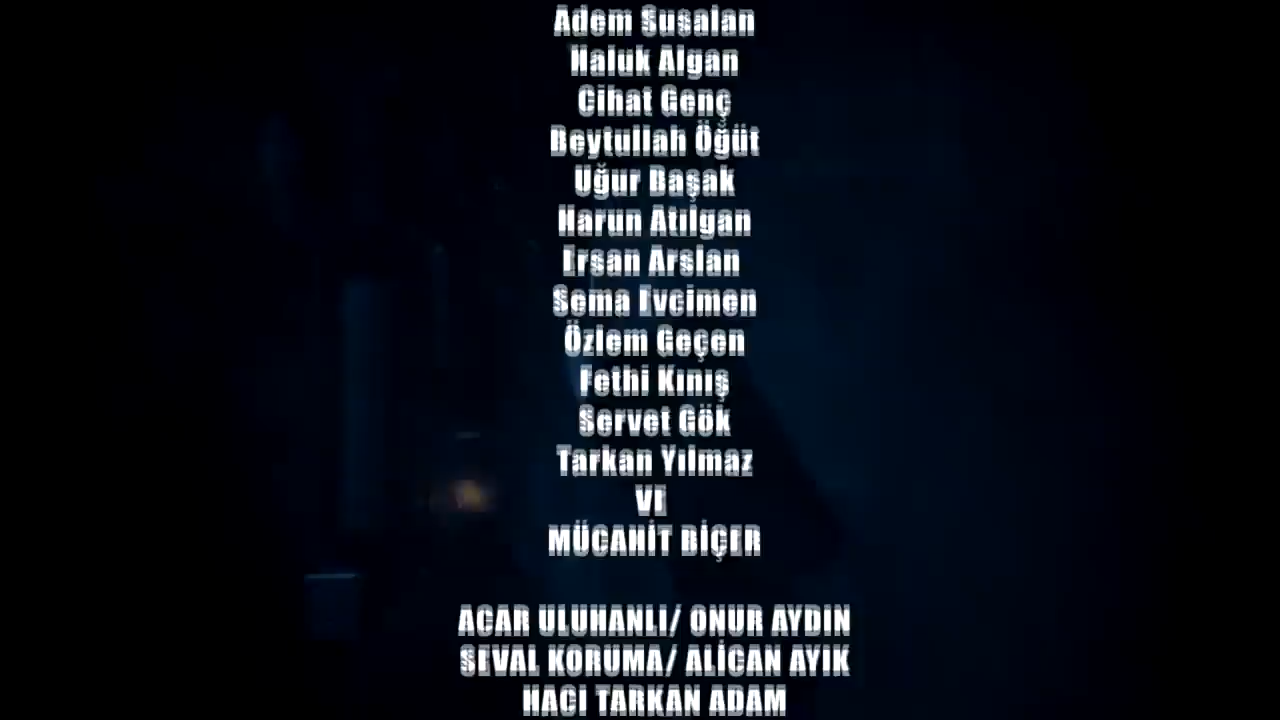 Adem Suşalan
Haluk Algan
Cihat Genç
Beytullah Öğüt
Uğur Başak
Harun Atılgan
Ersan Arslan
Sema Evcimen
Özlem Geçen
Fethi Kınış
Servet Gök
Tarkan Yılmaz
VE
MÜCAHİT BİÇER
ACAR ULUHANLI/ ONUR AYDIN
SEVAL KORUMA/ ALİCAN AYIK
HACI TARKAN ADAM